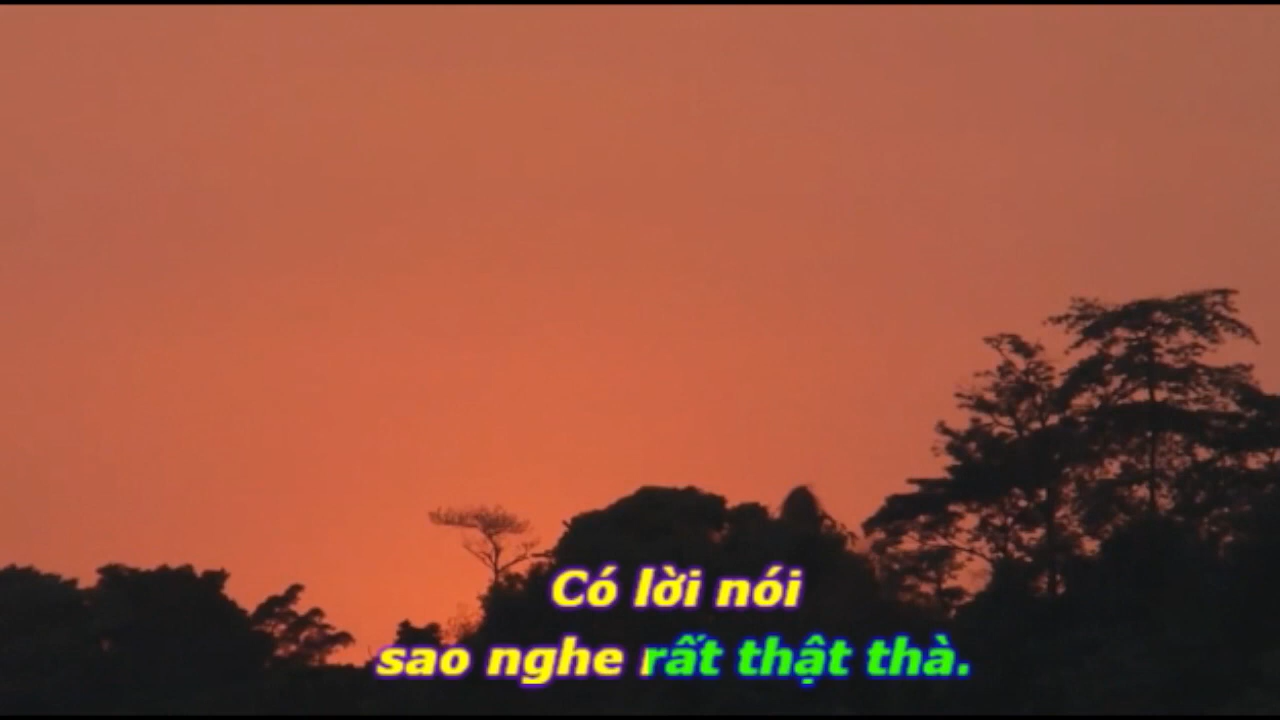 Có lời nói
sao nghe rất thật thà.